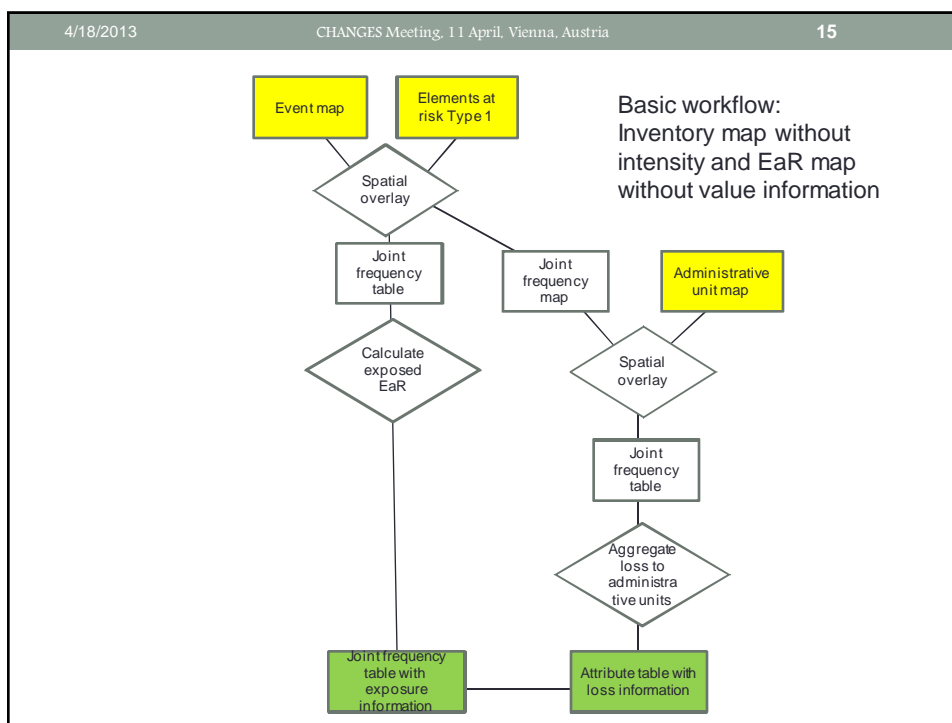 4/18/2013
CHANGES Meeting, 11 April, Vienna, Austria
15
Event map
Elements at
risk Type 1
Basic workflow:
Inventory map without
intensity and EaR map
without value information
Spatial
overlay
Joint
frequency
table
Joint
frequency
map
Administrative
unit map
Calculate
exposed
EaR
Spatial
overlay
Joint
frequency
table
Aggregate
loss to
administra
tive units
Joint frequency
table with
exposure
information
Attribute table with
loss information